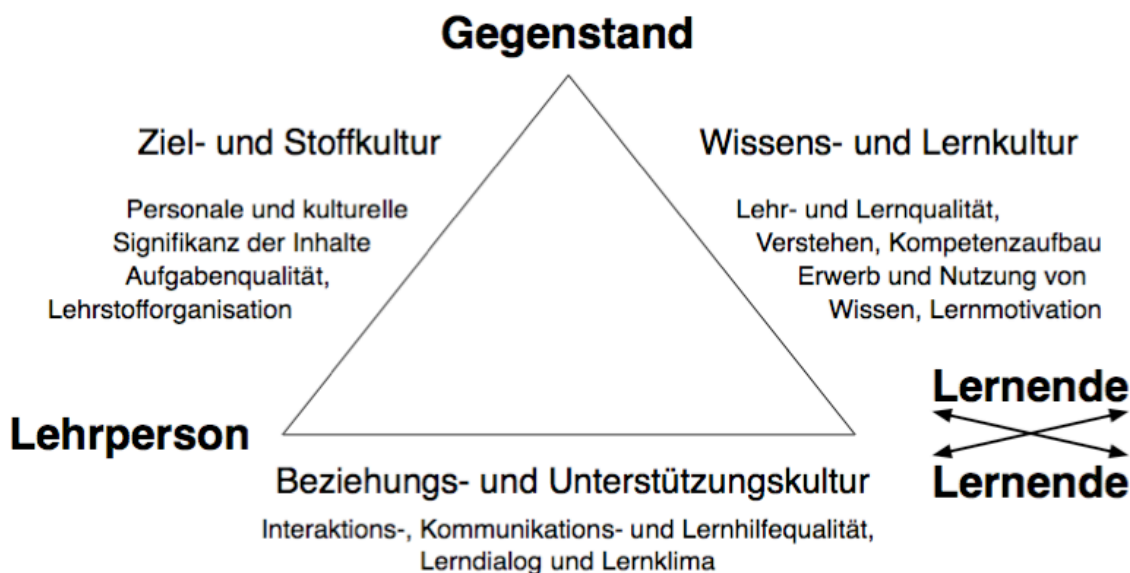 Gegenstand
Ziel- und Stoffkultur
Personale und kulturelle
Signifikanz der Inhalte
Aufgabenqualität,
Lehrstofforganisation
Wissens- und Lernkultur
Lehr- und Lernqualität,
Verstehen, Kompetenzaufbau
Erwerb und Nutzung von
Wissen, Lernmotivation
Lehrperson
Lernende
Lernende
Beziehungs- und Unterstützungskultur
Interaktions-, Kommunikations- und Lernhilfequalität,
Lerndialog und Lernklima